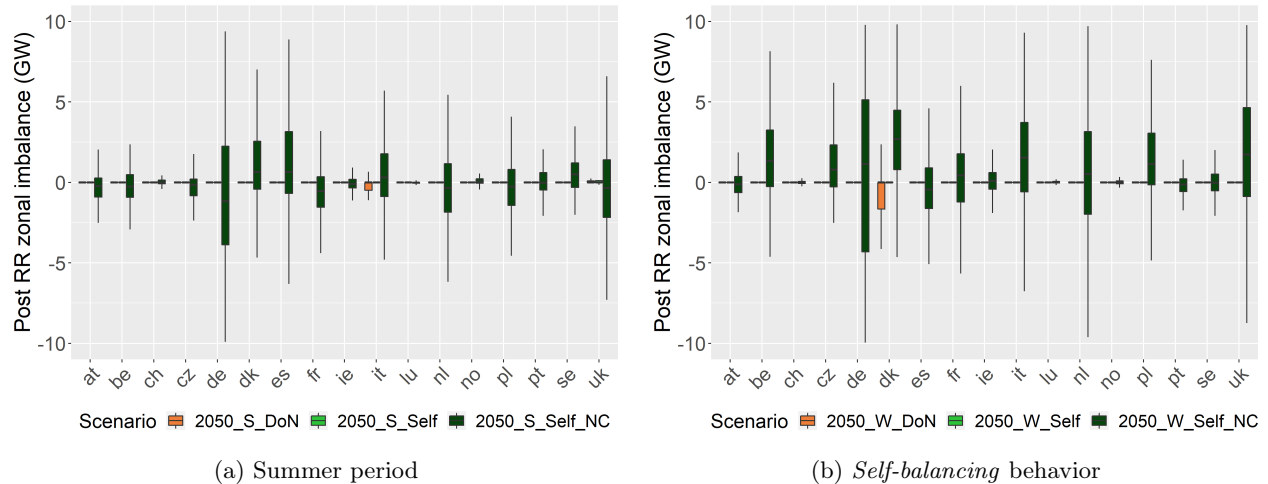 Post RR zonal imbalance (GW)
10
5
0
-5
-10
at be ch cz de dk es fr ie it lu nl no pl pt se uk
Scenario 2050_S_DoN 2050_S_Self 2050_S_Self_NC
(a) Summer period
Post RR zonal imbalance (GW)
10
5
0
-5
-10
at be ch cz de dk es fr ie it lu nl no pl pt se uk
Scenario 2050_W_DoN 2050_W_Self 2050_W_Self_NC
(b) Self-balancing behavior